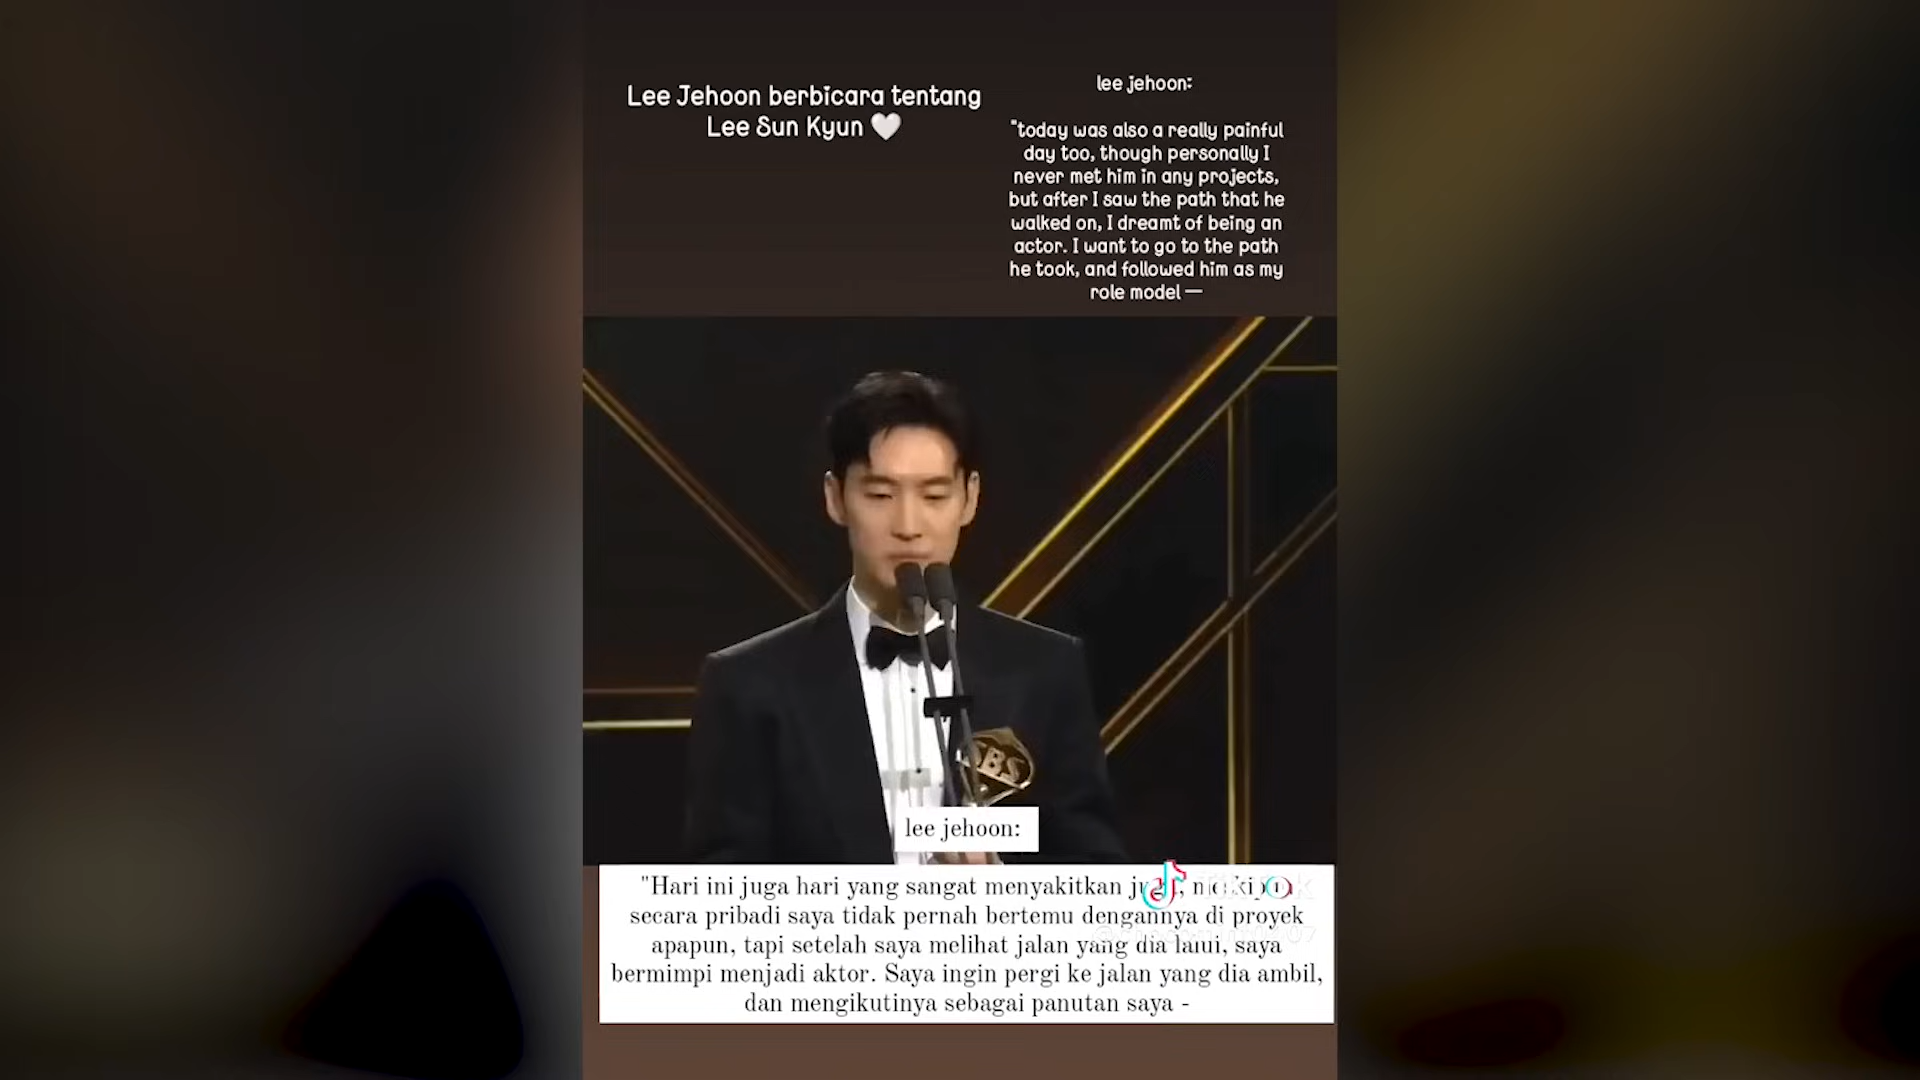 Lee Jehoon berbicara tentang
Lee Sun Kyun 🤍
lee jehoon:
"today was also a really painful
day too, though personally I
never met him in any projects,
but after I saw the path that he
walked on, I dreamt of being an
actor. I want to go to the path
he took, and followed him as my
role model —
SBS
lee jehoon:
"Hari ini juga hari yang sangat menyakitkan
secara pribadi saya tidak pernah bertemu dengannya di proyek
apapun, tapi setelah saya melihat jalan yang dia lalui, saya
bermimpi menjadi aktor. Saya ingin pergi ke jalan yang dia ambil,
dan mengikutinya sebagai panutan saya -
TikTok